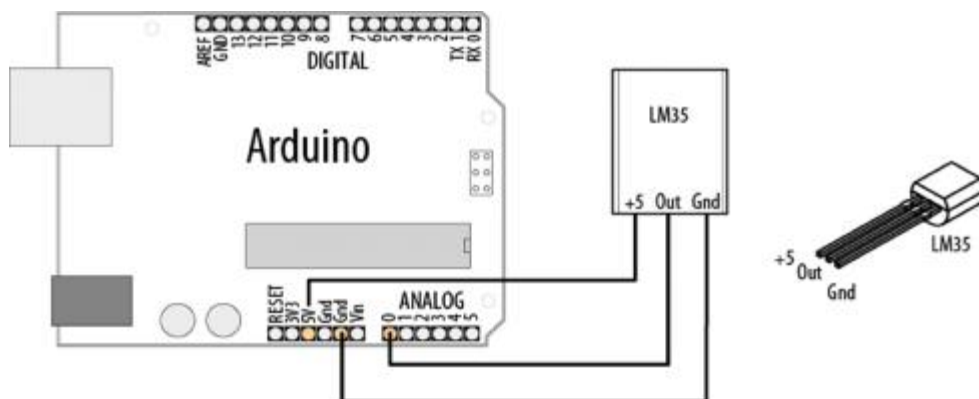 AREF GND 13 12 11 10 9 8 7 6 5 4 3 2 TX 1 RX 0
DIGITAL
Arduino
LM35
+5 Out Gnd
ANALOG
RESET 3V3 5V Gnd Gnd Vin 0 1 2 3 4 5
LM35
+5
Out
Gnd